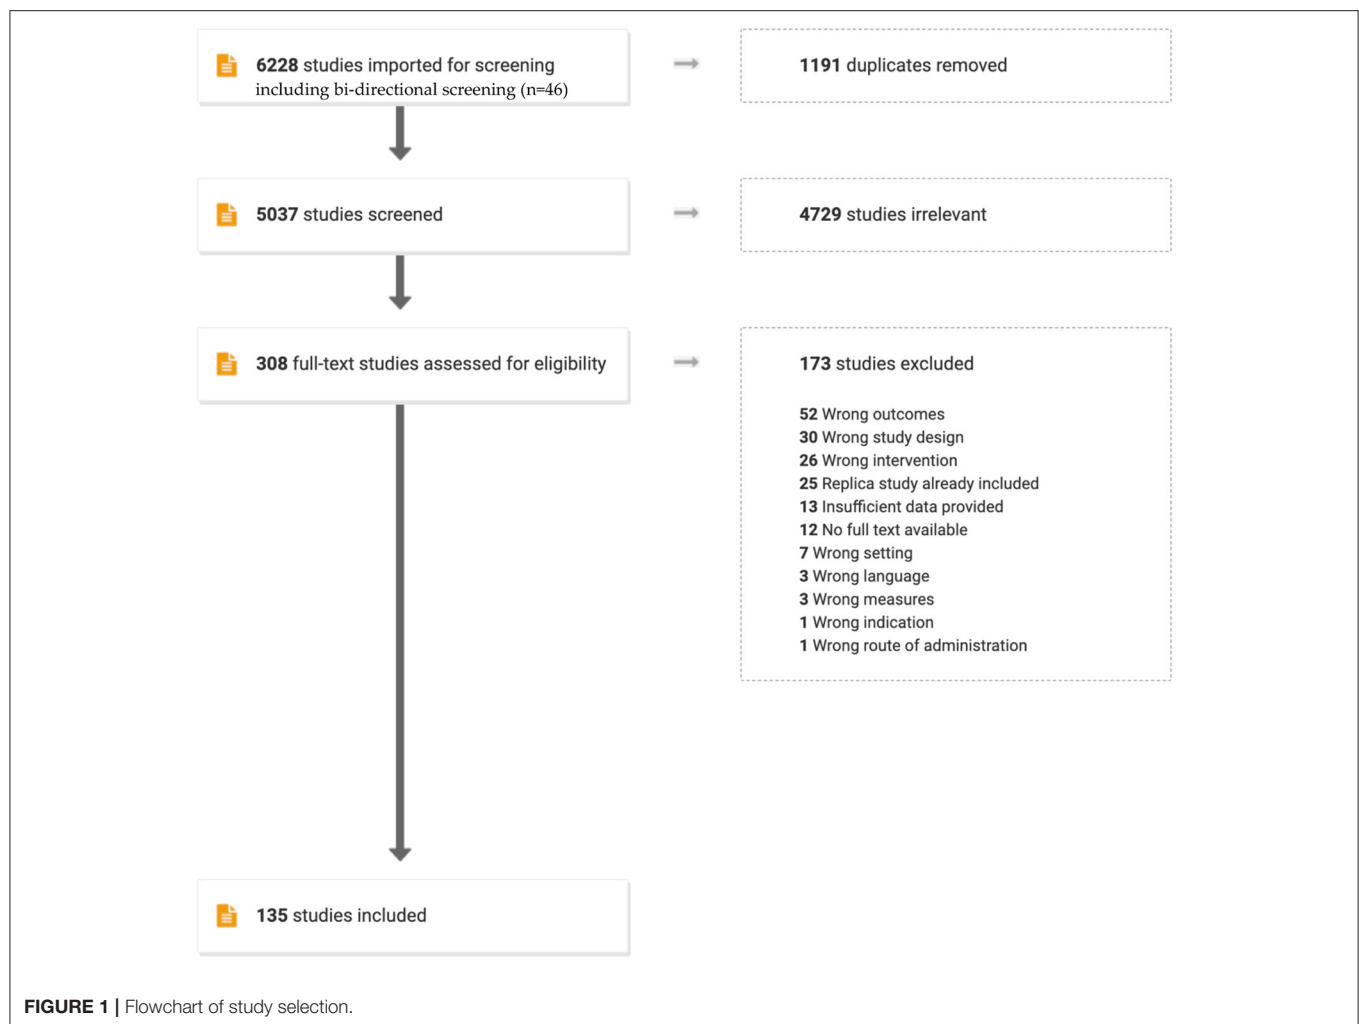 6228 studies imported for screening
including bi-directional screening (n=46)
1191 duplicates removed
5037 studies screened
4729 studies irrelevant
308 full-text studies assessed for eligibility
173 studies excluded
52 Wrong outcomes
30 Wrong study design
26 Wrong intervention
25 Replica study already included
13 Insufficient data provided
12 No full text available
7 Wrong setting
3 Wrong language
3 Wrong measures
1 Wrong indication
1 Wrong route of administration
135 studies included
FIGURE 1 | Flowchart of study selection.